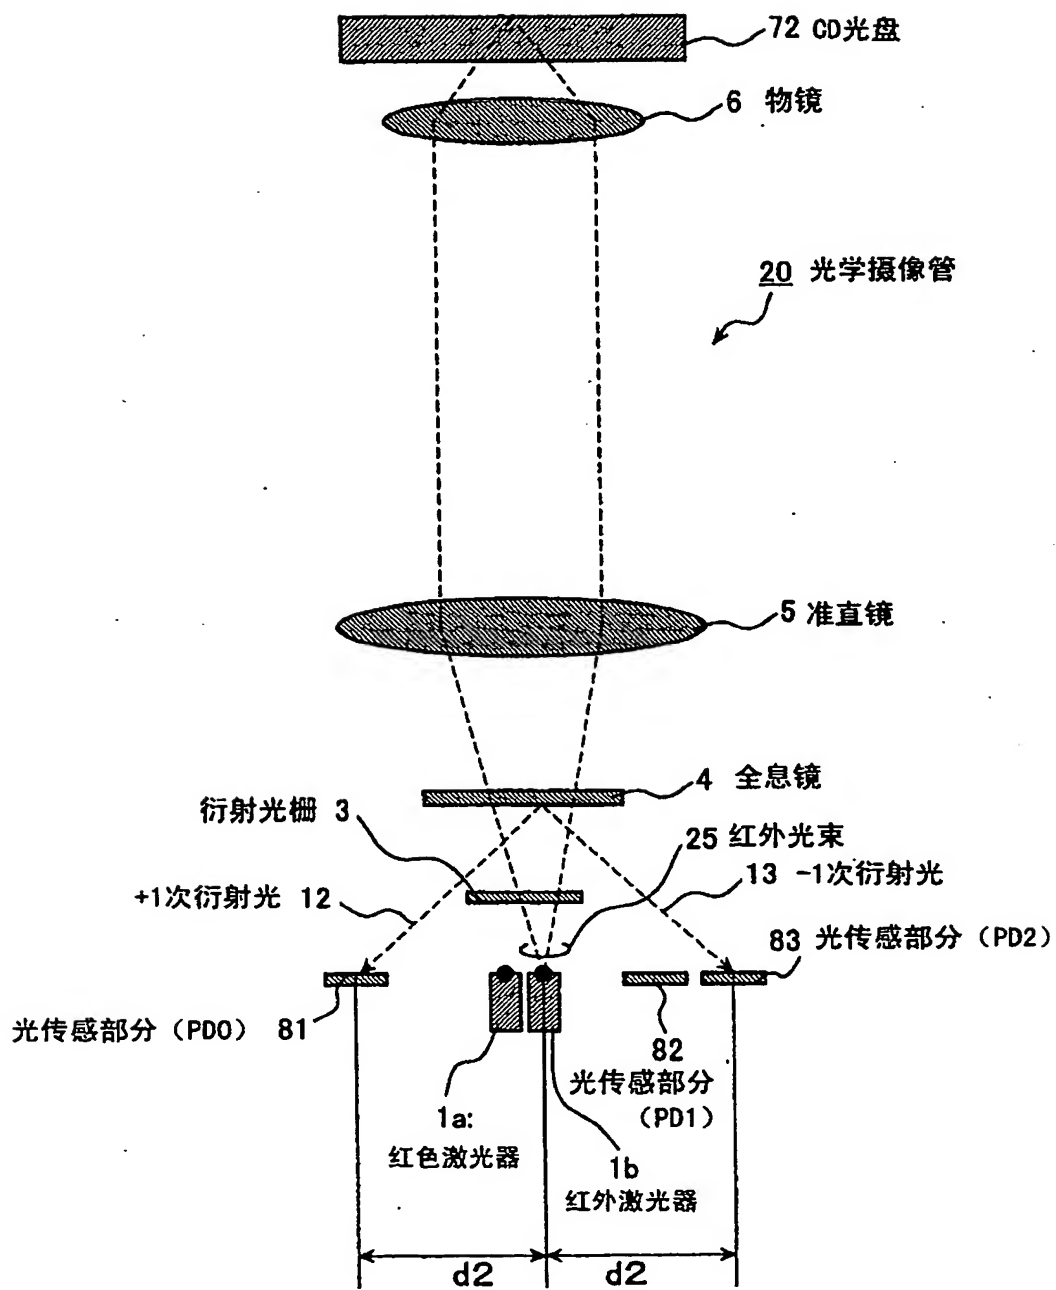 72 CD光盘
6 物镜
20 光学摄像管
5 准直镜
4 全息镜
衍射光栅 3
25 红外光束
+1次衍射光 12
13 -1次衍射光
83 光传感部分（PD2）
光传感部分（PD0） 81
82
光传感部分
（PD1）
1a:
红色激光器
1b
红外激光器
d2
d2